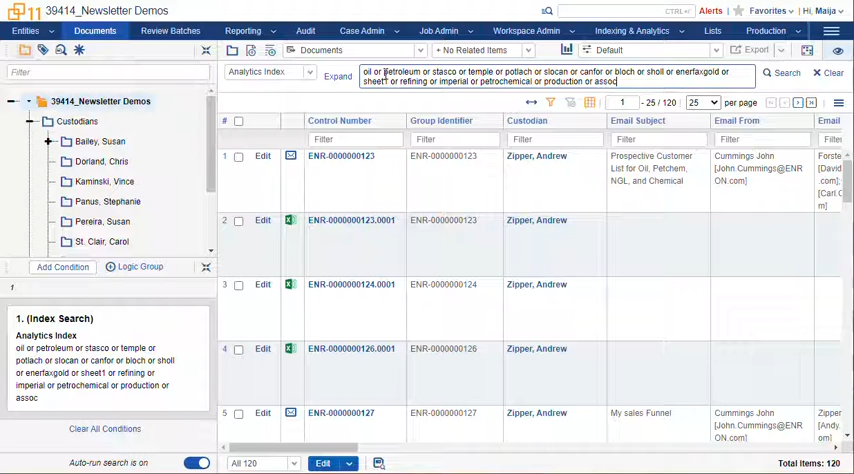 39414_Newsletter Demos
Alerts Favorites Hi, Maija
Entities Documents Review Batches Reporting Audit Case Admin Job Admin Workspace Admin Indexing & Analytics Lists Production
Documents + No Related Items Default Export
Filter
Analytics Index Expand Search Clear
oil or petroleum or stasco or temple or potlach or slocan or canfor or bloch or sholl or enerfaxgold or
sheet1 or refining or imperial or petrochemical or production or assoc
39414_Newsletter Demos
Custodians
Bailey, Susan
Dorland, Chris
Kaminski, Vince
Panus, Stephanie
Pereira, Susan
St. Clair, Carol
1 - 25 / 120 25 per page
# Control Number Group Identifier Custodian Email Subject Email From Email
Filter Filter Filter Filter Filter Filter
1 Edit ENR-0000000123 ENR-0000000123 Zipper, Andrew Prospective Customer Cummings John Forste
List for Oil, Petchem, [John.Cummings@ENR [David
NGL, and Chemical ON.com] .com];
[Carl.C
m]
2 Edit ENR-0000000123.0001 ENR-0000000123 Zipper, Andrew
3 Edit ENR-0000000124.0001 ENR-0000000124 Zipper, Andrew
4 Edit ENR-0000000126.0001 ENR-0000000126 Zipper, Andrew
5 Edit ENR-0000000127 ENR-0000000127 Zipper, Andrew My sales Funnel Cummings John Zipper
[John.Cummings@ENR [Andy.
Add Condition Logic Group
1. (Index Search)
Analytics Index
oil or petroleum or stasco or temple or
potlach or slocan or canfor or bloch or sholl
or enerfaxgold or sheet1 or refining or
imperial or petrochemical or production or
assoc
Clear All Conditions
Auto-run search is on
All 120 Edit Total Items: 120